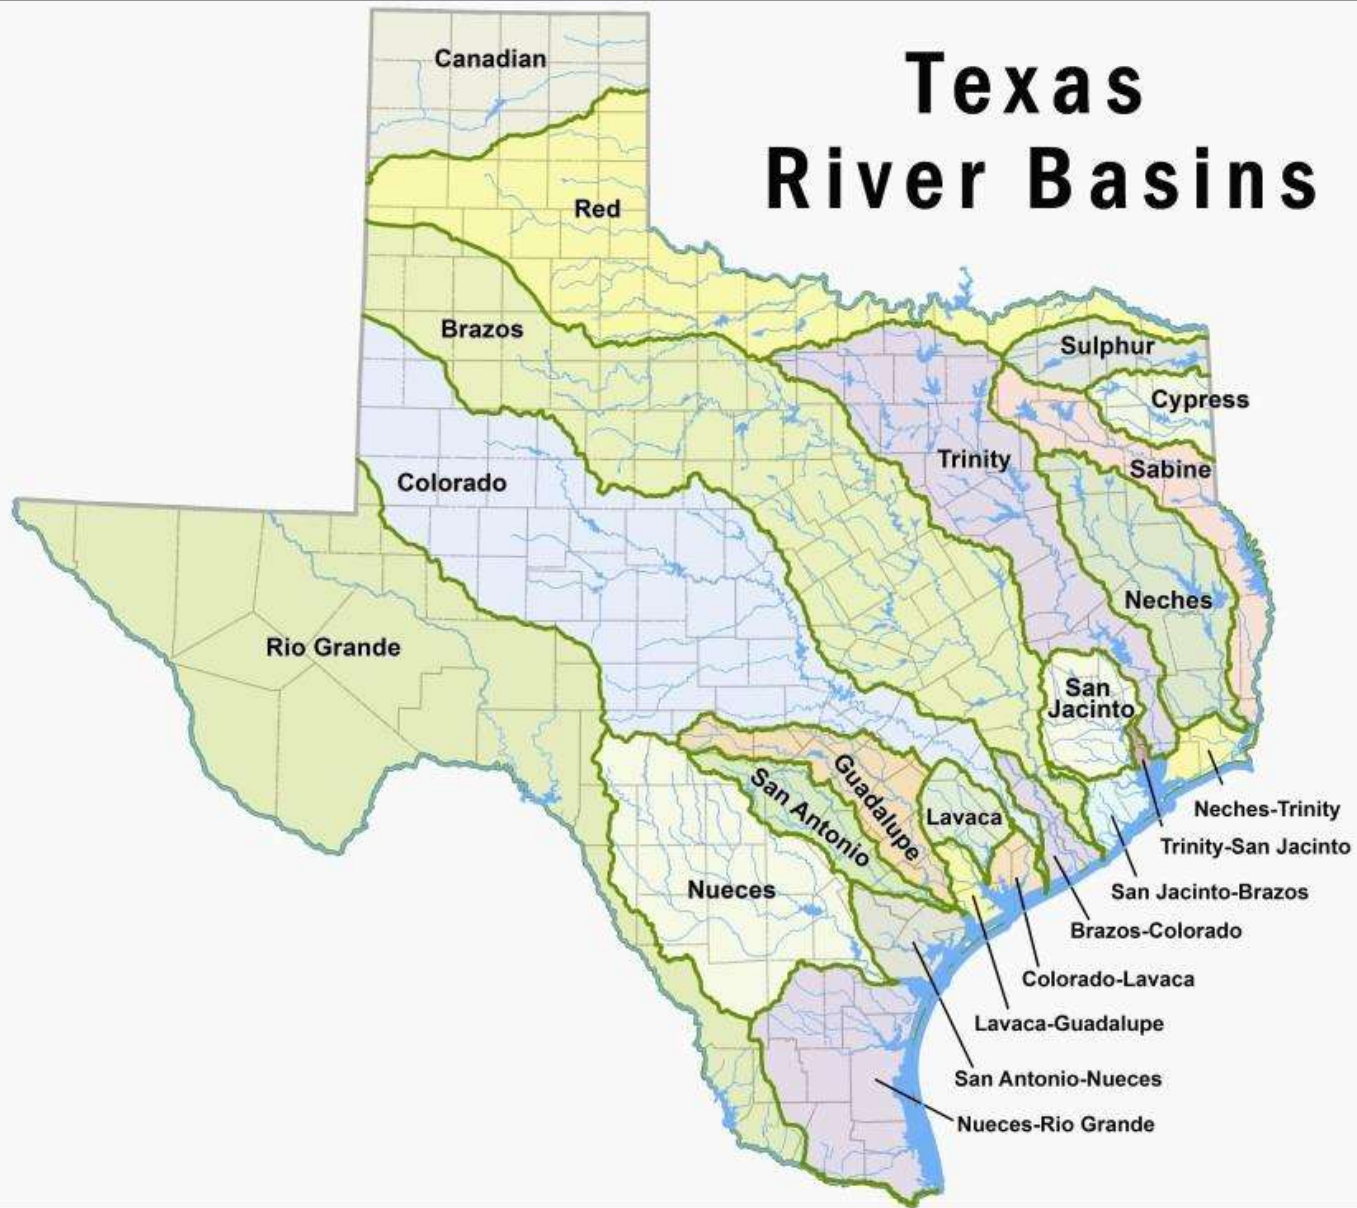 Texas
River Basins
Canadian
Red
Brazos
Sulphur
Cypress
Trinity
Sabine
Colorado
Neches
Rio Grande
San
Jacinto
Guadalupe
San Antonio
Lavaca
Nueces
Neches-Trinity
Trinity-San Jacinto
San Jacinto-Brazos
Brazos-Colorado
Colorado-Lavaca
Lavaca-Guadalupe
San Antonio-Nueces
Nueces-Rio Grande